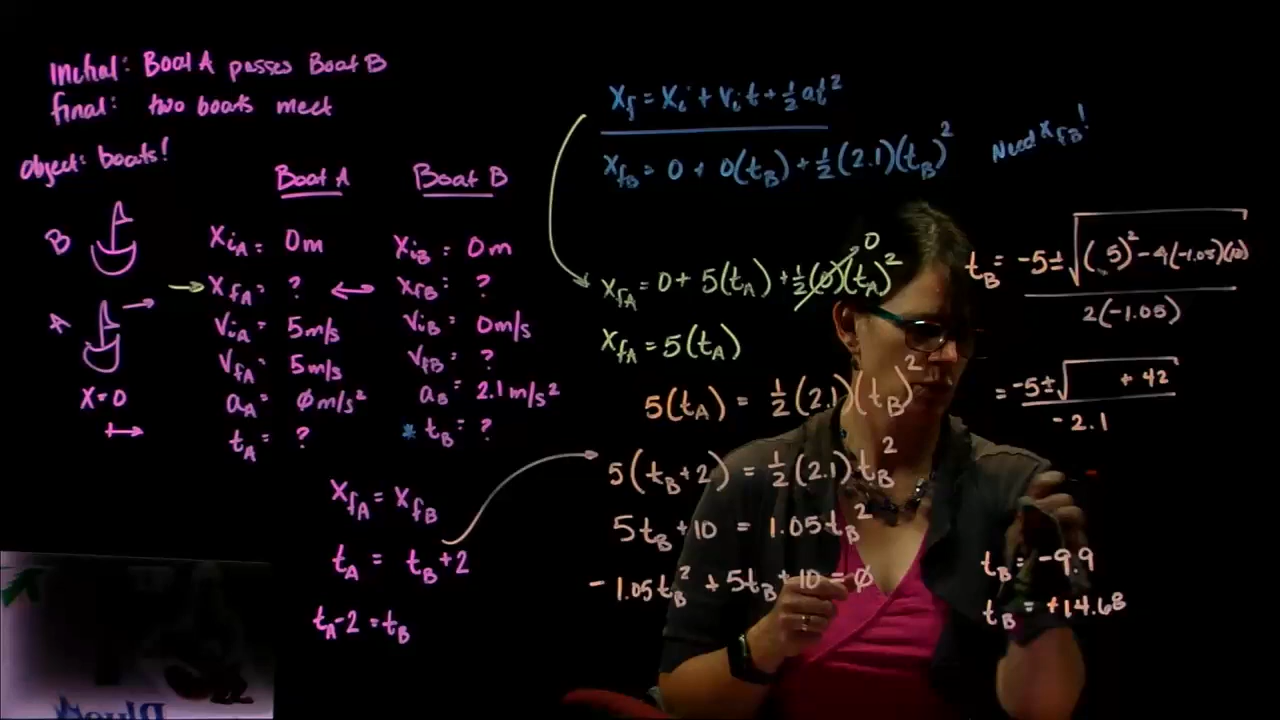 Initial: Boat A passes Boat B
final: two boats meet
object: boats!
Boat A
Boat B
B
A
X=0
XiA = 0m
XfA = ?
ViA = 5m/s
VfA = 5m/s
aA = ∅m/s²
tA = ?
XiB = 0m
XfB = ?
ViB = 0m/s
VfB = ?
aB = 2.1m/s²
* tB = ?
XfA = XfB
tA = tB+2
tA-2 = tB
Xf = Xi + Vit + ½at²
XfB = 0 + 0(tB) + ½(2.1)(tB)²
Need XfB!
XfA = 0 + 5(tA) + ½(0)(tA)²
0
XfA = 5(tA)
5(tA) = ½(2.1)(tB)²
5(tB+2) = ½(2.1)tB²
5tB+10 = 1.05tB²
-1.05tB² + 5tB+10 = ∅
tB = -5±√(5)²-4(-1.05)(10)
2(-1.05)
= -5±√ +42
-2.1
tB = -9.9
tB = +14.68